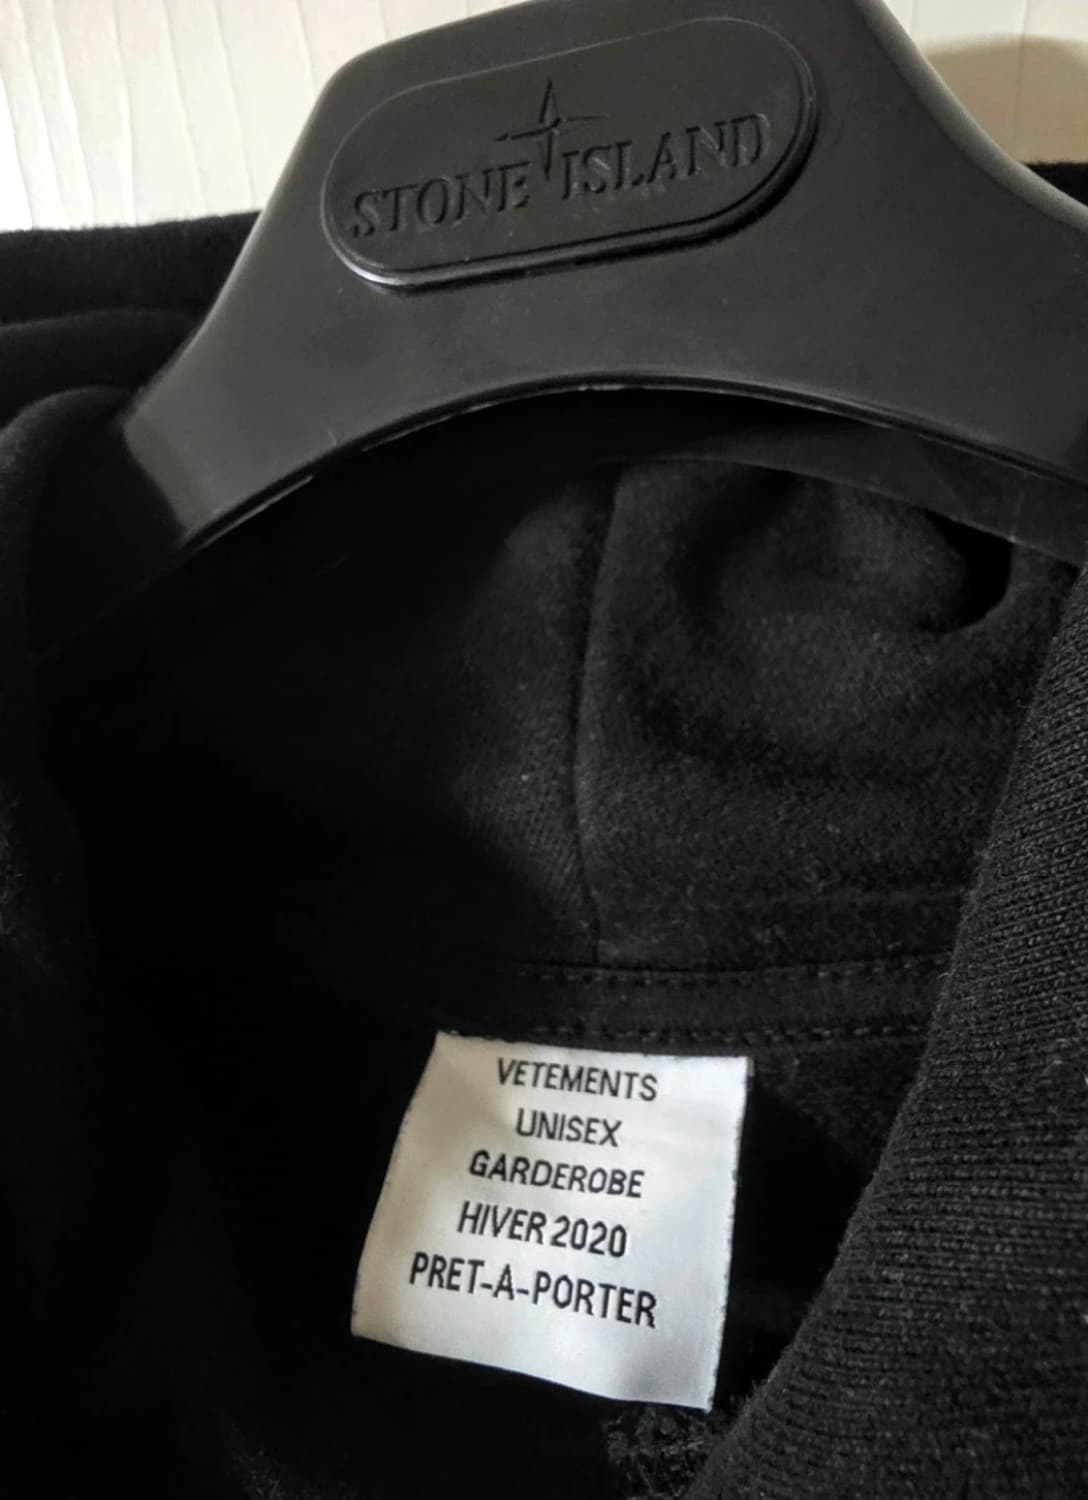 STONE ISLAND
VETEMENTS
UNISEX
GARDEROBE
HIVER 2020
PRET-A-PORTER